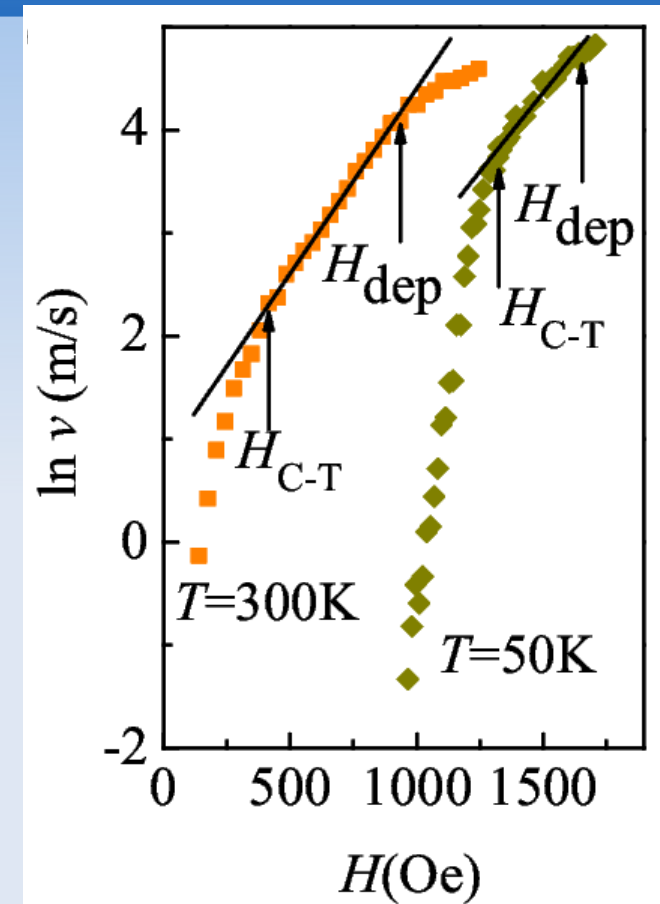 4
2
0
-2
ln v (m/s)
H_dep
H_C-T
T=300K
H_dep
H_C-T
T=50K
0 500 1000 1500
H(Oe)